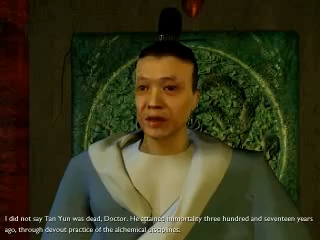 I did not say Tan Yun was dead, Doctor. He attained immortality three hundred and seventeen years
ago, through devout practice of the alchemical disciplines.